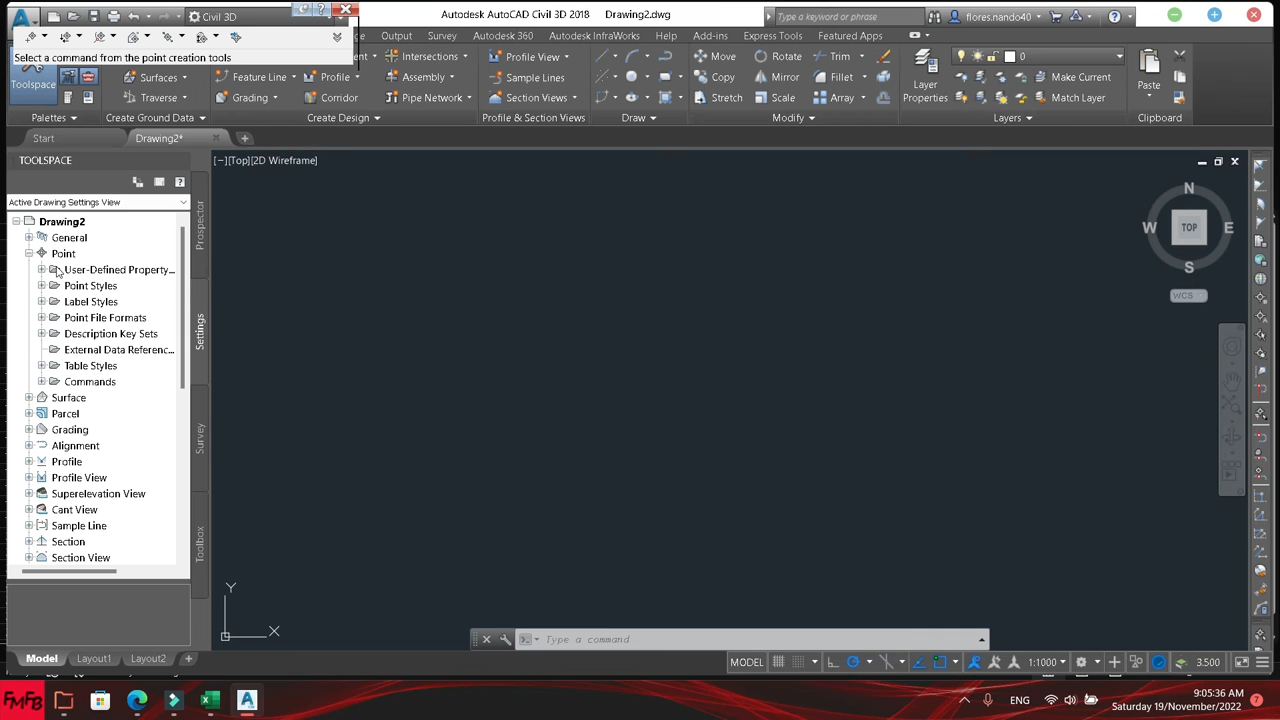 Civil 3D
Autodesk AutoCAD Civil 3D 2018 Drawing2.dwg
Type a keyword or phrase
flores.nando40
Select a command from the point creation tools
Output Survey Autodesk 360 Autodesk InfraWorks Help Add-ins Express Tools Featured Apps
Toolspace
Surfaces
Traverse
Feature Line
Grading
Profile
Corridor
Intersections
Assembly
Pipe Network
Profile View
Sample Lines
Section Views
Move
Copy
Stretch
Rotate
Mirror
Scale
Trim
Fillet
Array
Layer
Properties
0
Make Current
Match Layer
Paste
Palettes
Create Ground Data
Create Design
Profile & Section Views
Draw
Modify
Layers
Clipboard
Start
Drawing2*
TOOLSPACE
Active Drawing Settings View
Drawing2
General
Point
User-Defined Property...
Point Styles
Label Styles
Point File Formats
Description Key Sets
External Data Referenc...
Table Styles
Commands
Surface
Parcel
Grading
Alignment
Profile
Profile View
Superelevation View
Cant View
Sample Line
Section
Section View
Prospector
Settings
Survey
Toolbox
[−][Top][2D Wireframe]
N
W
TOP
E
S
WCS
Y
X
Type a command
Model Layout1 Layout2
MODEL
1:1000
3.500
FMFB
ENG
9:05:36 AM
Saturday 19/November/2022
7